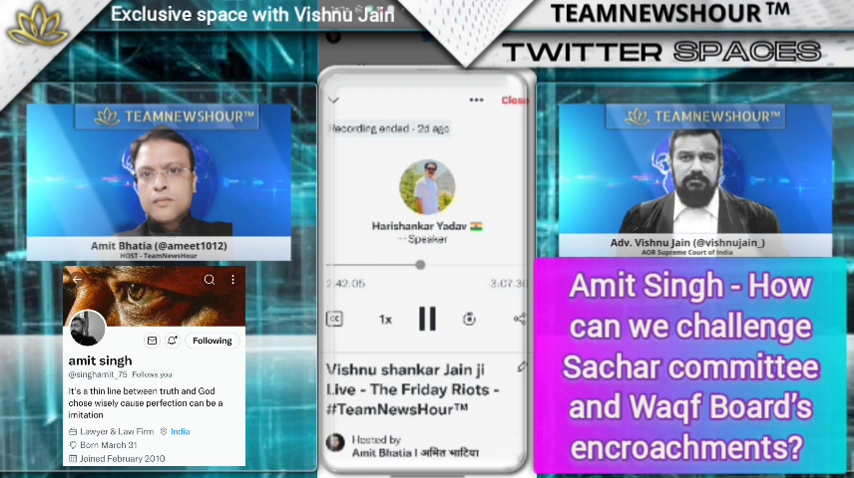 Exclusive space with Vishnu Jain
TEAMNEWSHOUR™
TWITTER SPACES
TEAMNEWSHOUR™
Amit Bhatia (@ameet1012)
HOST - TeamNewsHour
amit singh
@singhamit_75 Follows you
Following
It's a thin line between truth and God
chose wisely cause perfection can be a
imitation
Lawyer & Law Firm India
Born March 31
Joined February 2010
Close
Recording ended · 2d ago
Harishankar Yadav
Speaker
2:42:05
CC
1x
Vishnu shankar Jain ji
Live - The Friday Riots -
#TeamNewsHour™
Hosted by
Amit Bhatia | अमित भाटिया
TEAMNEWSHOUR™
Adv. Vishnu Jain (@vishnujain_)
AOR Supreme Court of India
Amit Singh - How
can we challenge
Sachar committee
and Waqf Board's
encroachments?